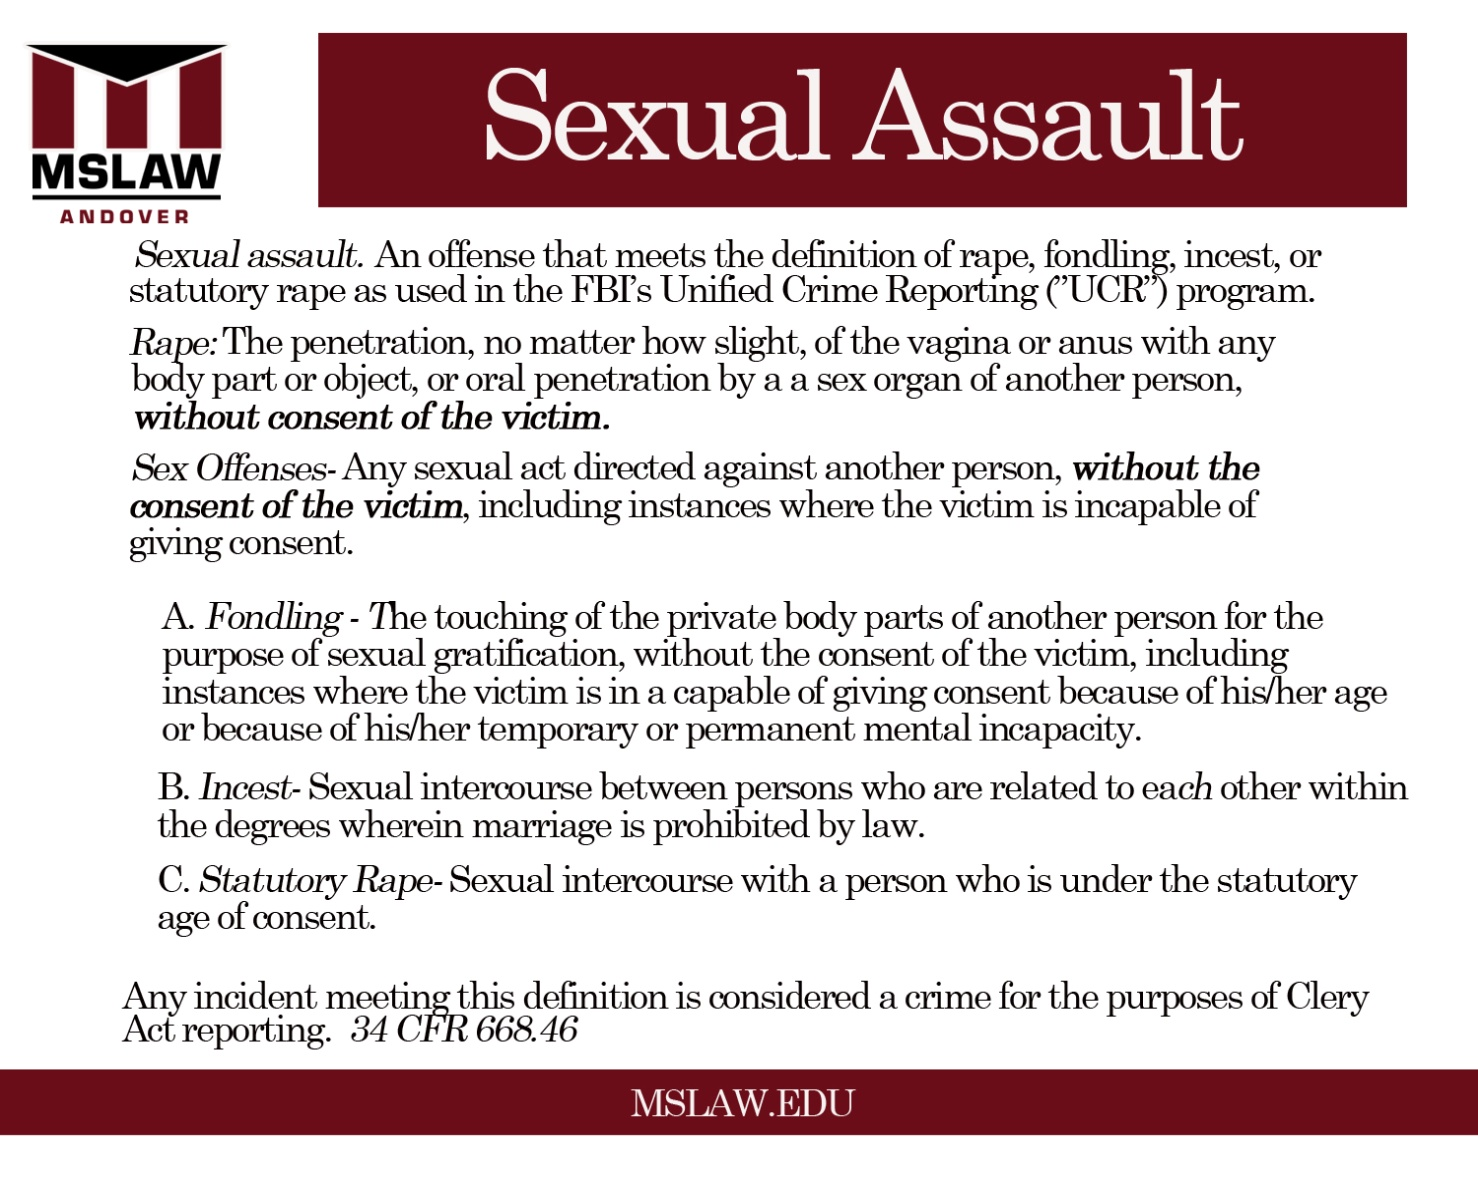 MSLAW
ANDOVER
Sexual Assault
Sexual assault. An offense that meets the definition of rape, fondling, incest, or
statutory rape as used in the FBI's Unified Crime Reporting ("UCR") program.
Rape: The penetration, no matter how slight, of the vagina or anus with any
body part or object, or oral penetration by a a sex organ of another person,
without consent of the victim.
Sex Offenses- Any sexual act directed against another person, without the
consent of the victim, including instances where the victim is incapable of
giving consent.
A. Fondling - The touching of the private body parts of another person for the
purpose of sexual gratification, without the consent of the victim, including
instances where the victim is in a capable of giving consent because of his/her age
or because of his/her temporary or permanent mental incapacity.
B. Incest- Sexual intercourse between persons who are related to each other within
the degrees wherein marriage is prohibited by law.
C. Statutory Rape- Sexual intercourse with a person who is under the statutory
age of consent.
Any incident meeting this definition is considered a crime for the purposes of Clery
Act reporting. 34 CFR 668.46
MSLAW.EDU